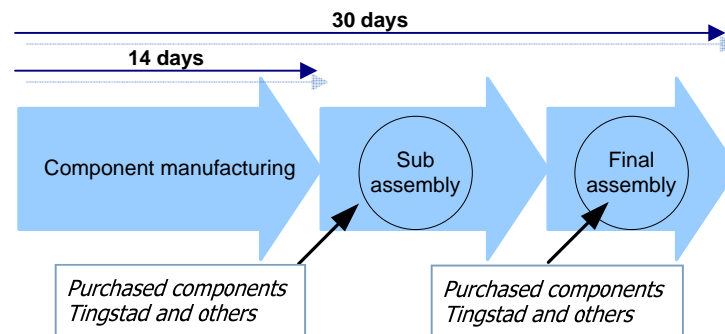 30 days
14 days
Component manufacturing
Sub
assembly
Final
assembly
Purchased components
Tingstad and others
Purchased components
Tingstad and others